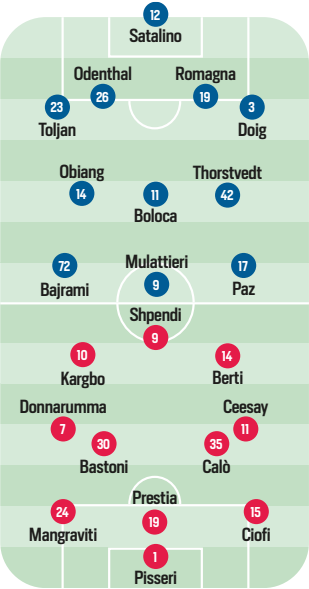 12
Satalino
Odenthal
Romagna
26
19
23
3
Toljan
Doig
Obiang
Thorstvedt
14
11
42
Boloca
72
Mulattieri
17
Bajrami
9
Paz
Shpendi
9
10
14
Kargbo
Berti
Donnarumma
Ceesay
7
11
30
35
Bastoni
Calò
24
Prestia
15
19
Mangraviti
Ciofi
1
Pisseri